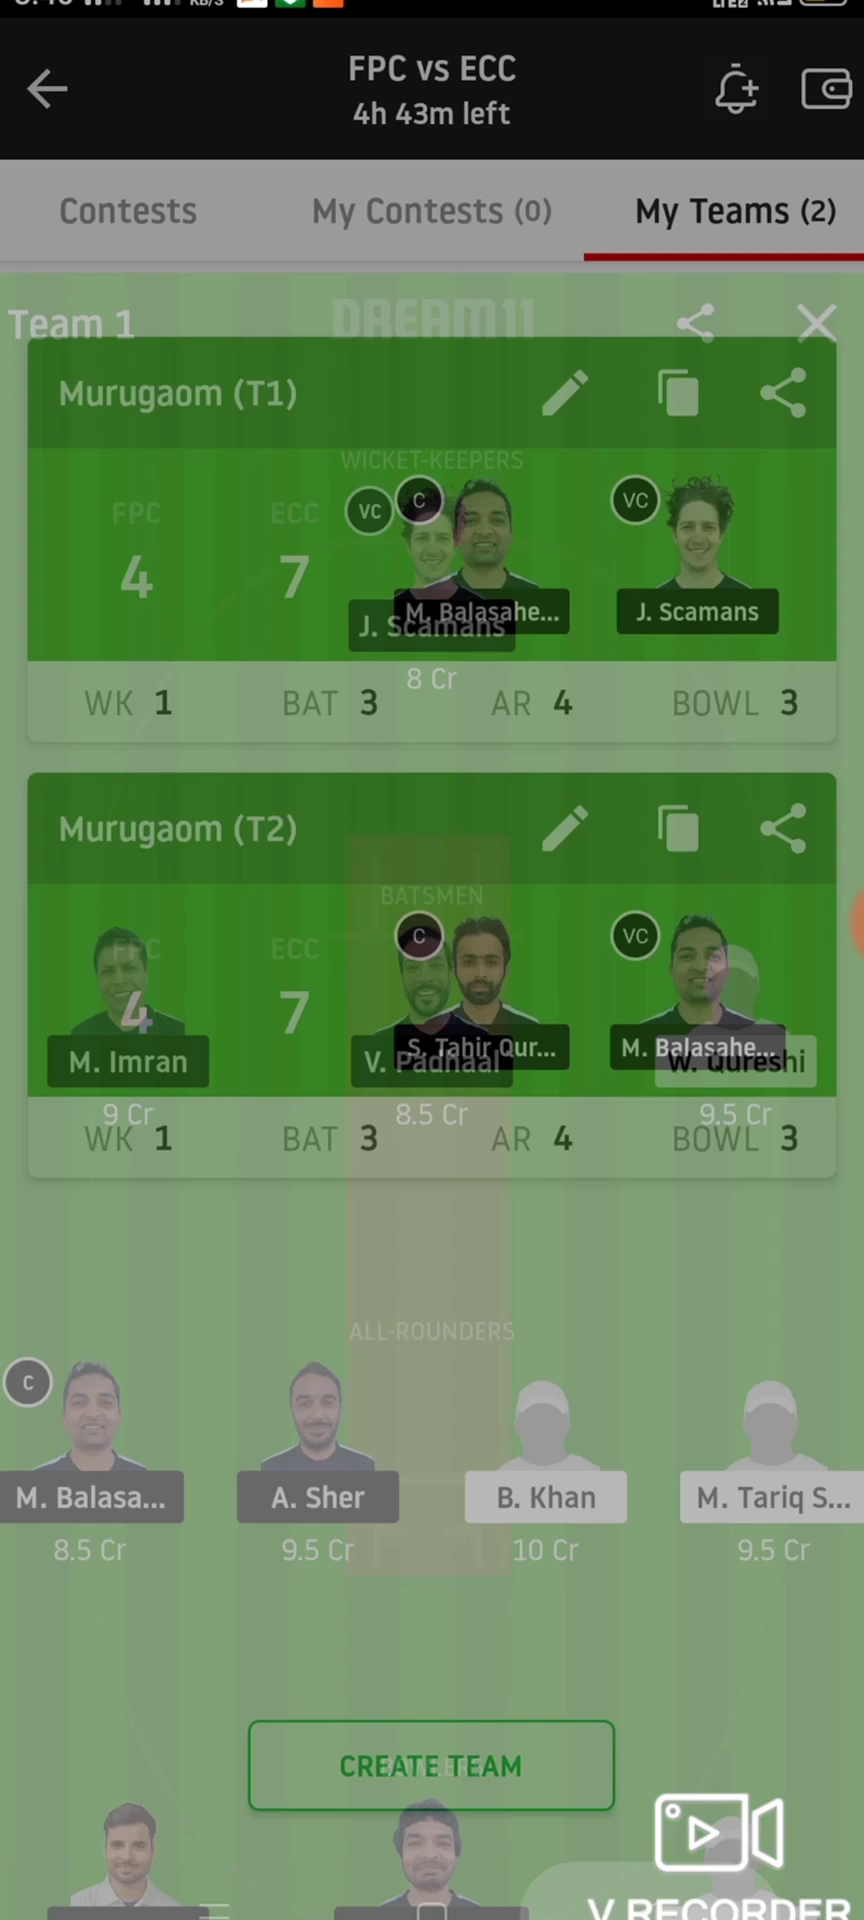 KB/S
FPC vs ECC
4h 43m left
Contests
My Contests (0)
My Teams (2)
Team 1
DREAM11
Murugaom (T1)
WICKET-KEEPERS
FPC
ECC
VC
C
VC
4
7
M. Balasahe...
J. Scamans
J. Scamans
8 Cr
WK 1
BAT 3
AR 4
BOWL 3
Murugaom (T2)
BATSMEN
FPC
ECC
C
VC
4
7
S. Tahir Qur...
M. Balasahe...
M. Imran
V. Padhaal
W. Qureshi
9 Cr
8.5 Cr
9.5 Cr
WK 1
BAT 3
AR 4
BOWL 3
ALL-ROUNDERS
C
M. Balasa...
A. Sher
B. Khan
M. Tariq S...
8.5 Cr
9.5 Cr
10 Cr
9.5 Cr
CREATE TEAM
V RECORDER